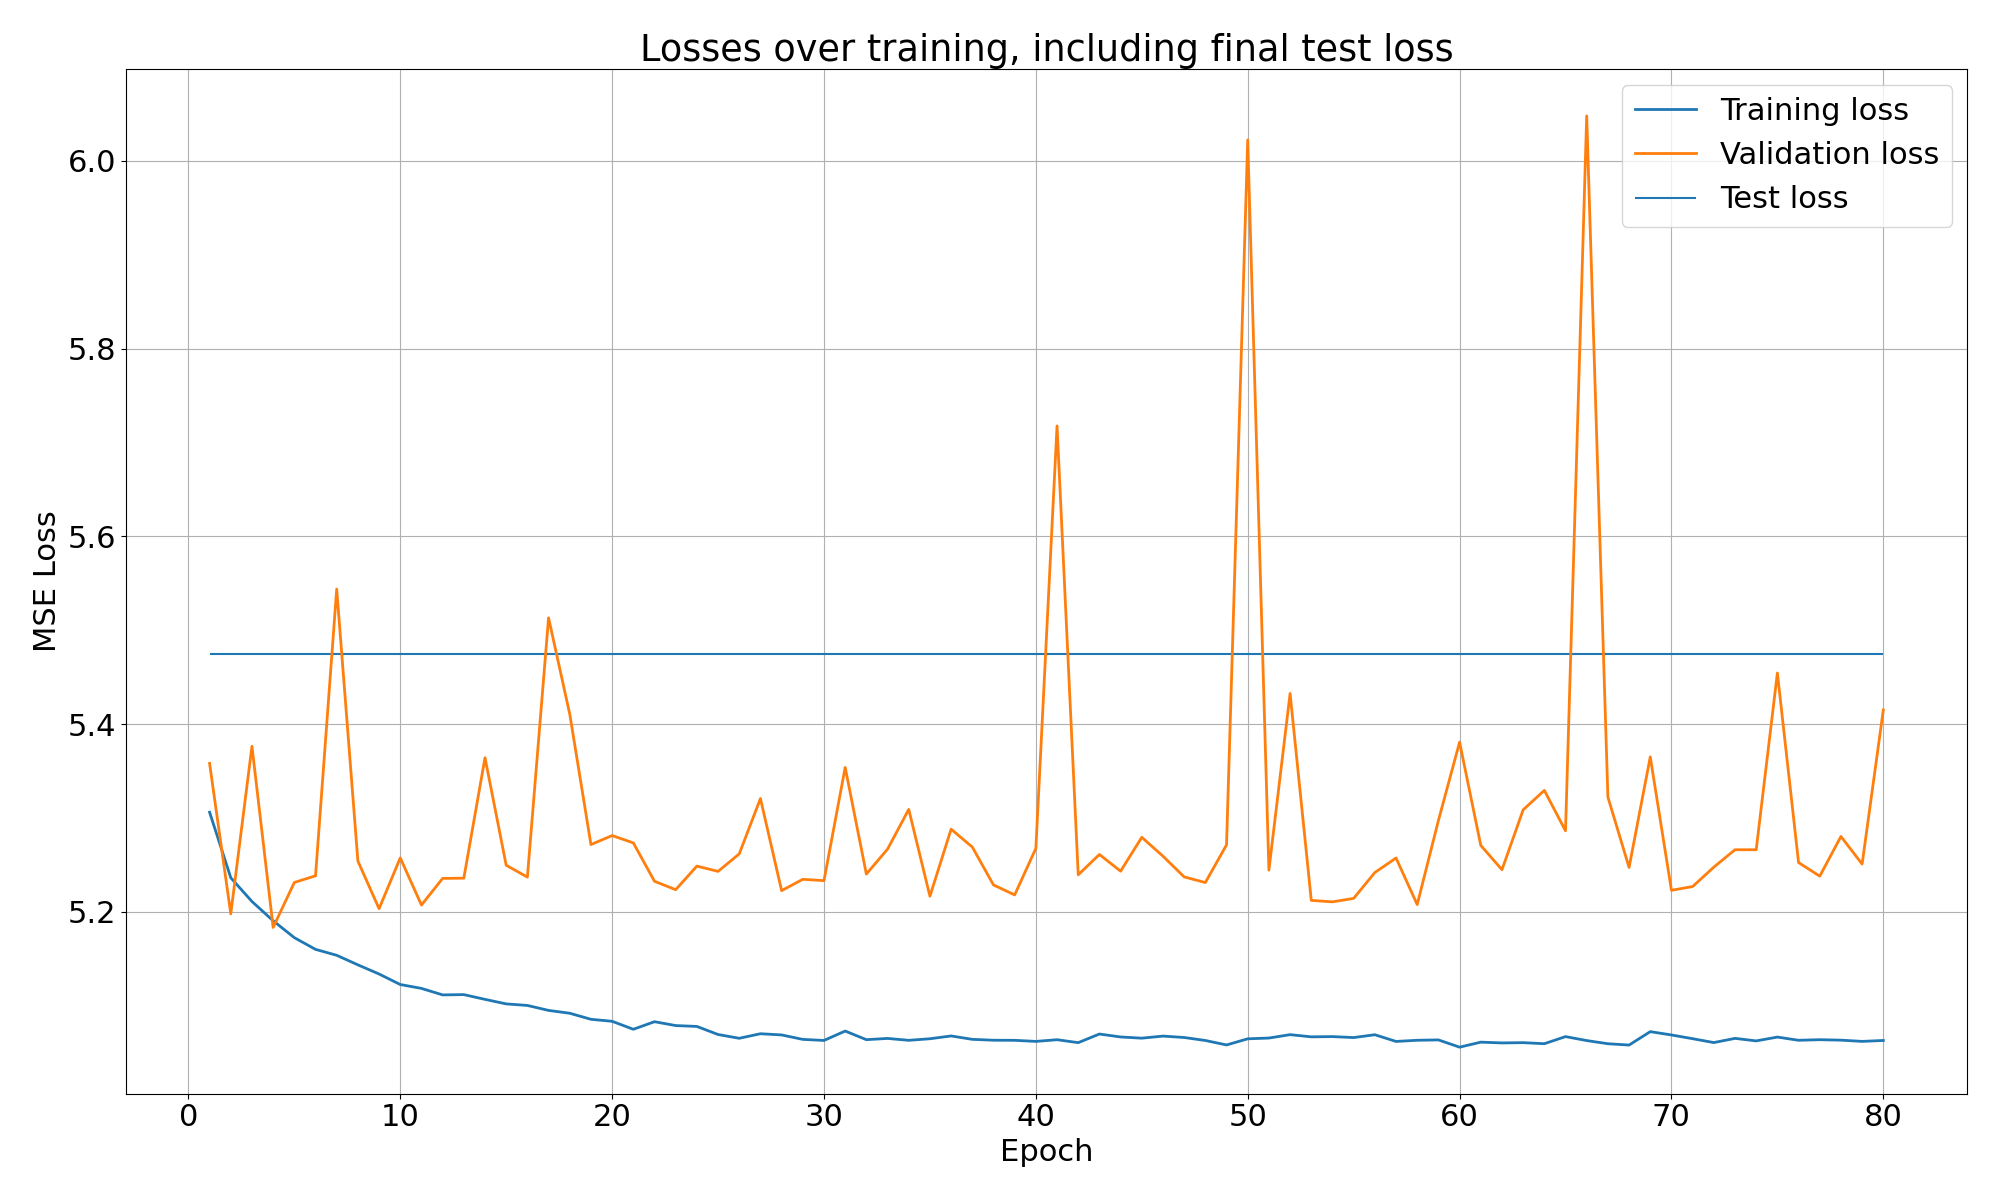 Losses over training, including final test loss
Training loss
Validation loss
Test loss
6.0
5.8
5.6
5.4
5.2
MSE Loss
0 10 20 30 40 50 60 70 80
Epoch